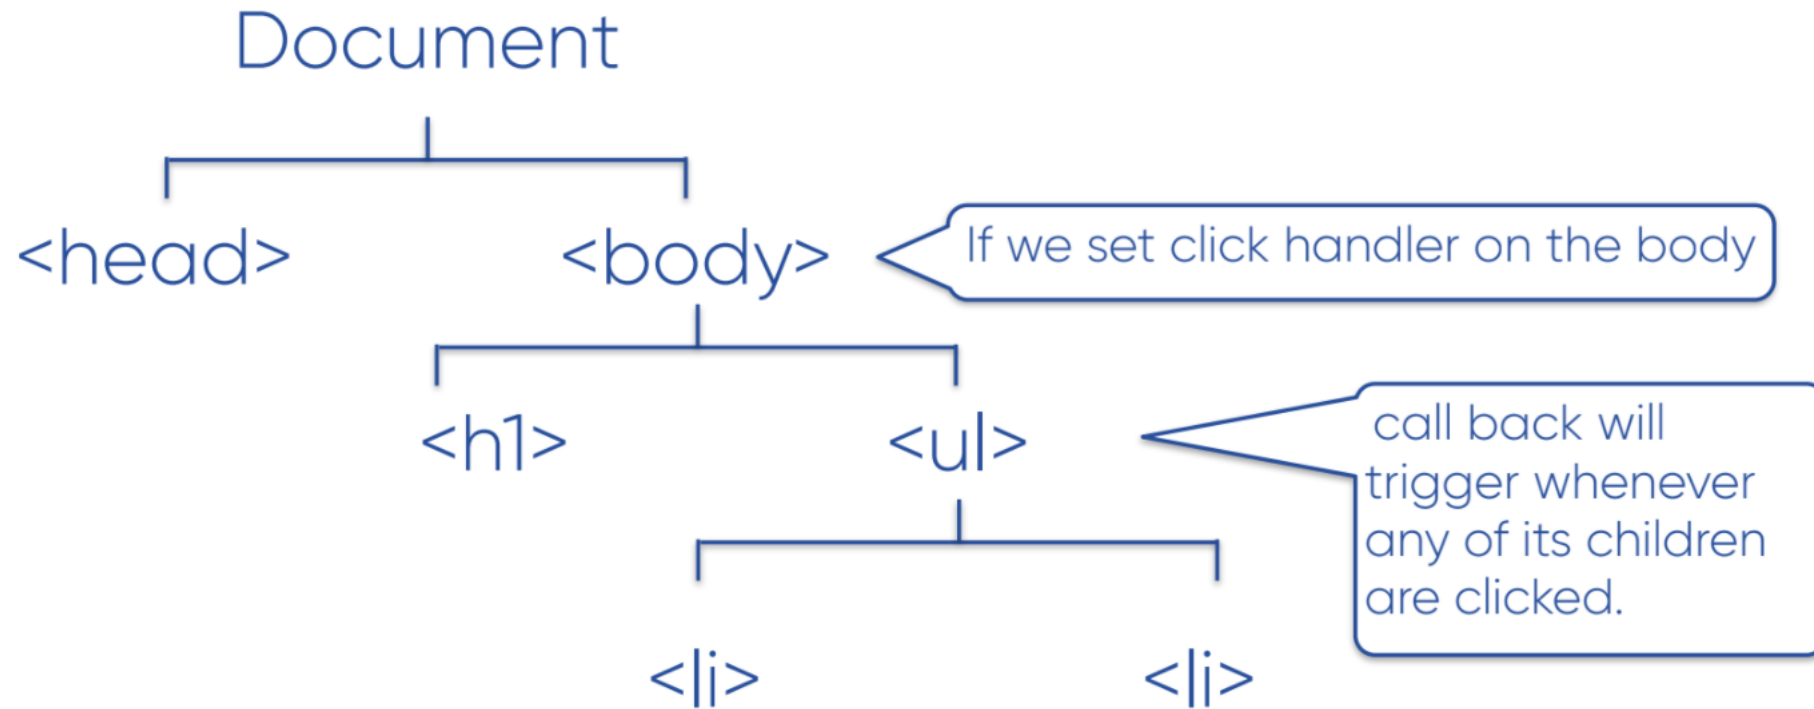 Document
<head>
<body>
If we set click handler on the body
<h1>
<ul>
call back will
trigger whenever
any of its children
are clicked.
<li>
<li>